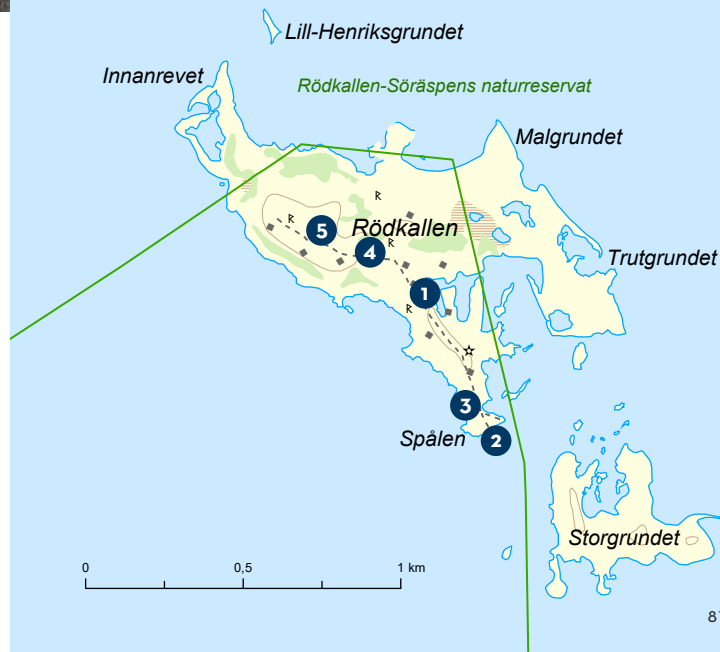 Lill-Henriksgrundet
Innanrevet
Rödkallen-Söräspens naturreservat
Malgrundet
R
R
5
Rödkallen
4
R
Trutgrundet
1
R
3
Spålen
2
Storgrundet
0
0,5
1 km